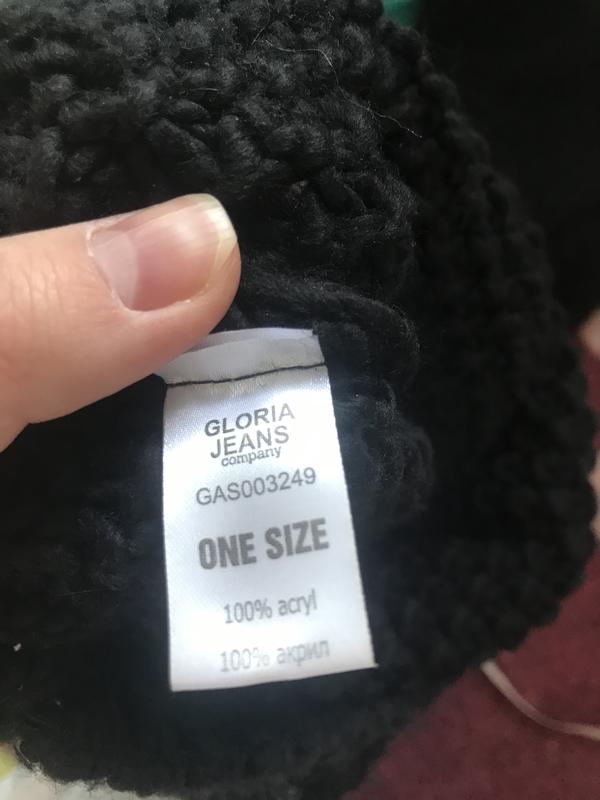 GLORIA
JEANS
company
GAS003249
ONE SIZE
100% acryl
100% акрил